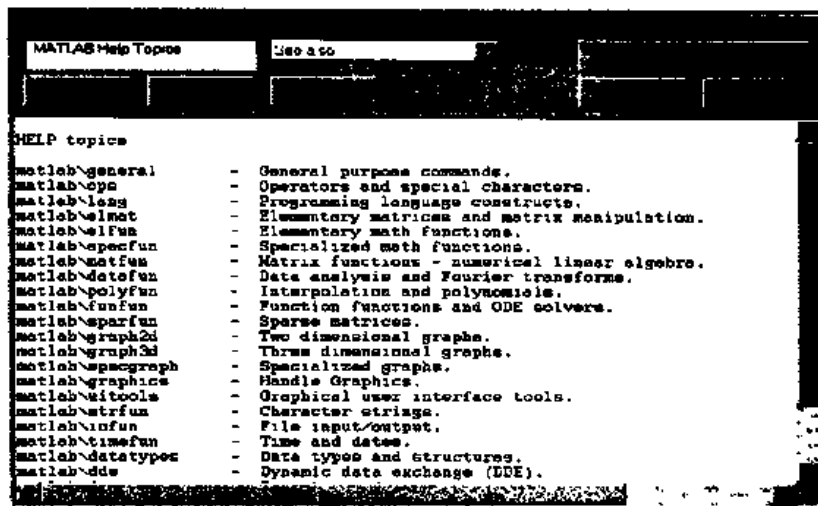 MATLAB Help Topics
See also
HELP topics
matlab\general - General purpose commands.
matlab\ops - Operators and special characters.
matlab\lang - Programming language constructs.
matlab\elmat - Elementary matrices and matrix manipulation.
matlab\elfun - Elementary math functions.
matlab\specfun - Specialized math functions.
matlab\matfun - Matrix functions - numerical linear algebra.
matlab\datafun - Data analysis and Fourier transforms.
matlab\polyfun - Interpolation and polynomials.
matlab\funfun - Function functions and ODE solvers.
matlab\sparfun - Sparse matrices.
matlab\graph2d - Two dimensional graphs.
matlab\graph3d - Three dimensional graphs.
matlab\specgraph - Specialized graphs.
matlab\graphics - Handle Graphics.
matlab\uitools - Graphical user interface tools.
matlab\strfun - Character strings.
matlab\iofun - File input/output.
matlab\timefun - Time and dates.
matlab\datatypes - Data types and structures.
matlab\dde - Dynamic data exchange (DDE).